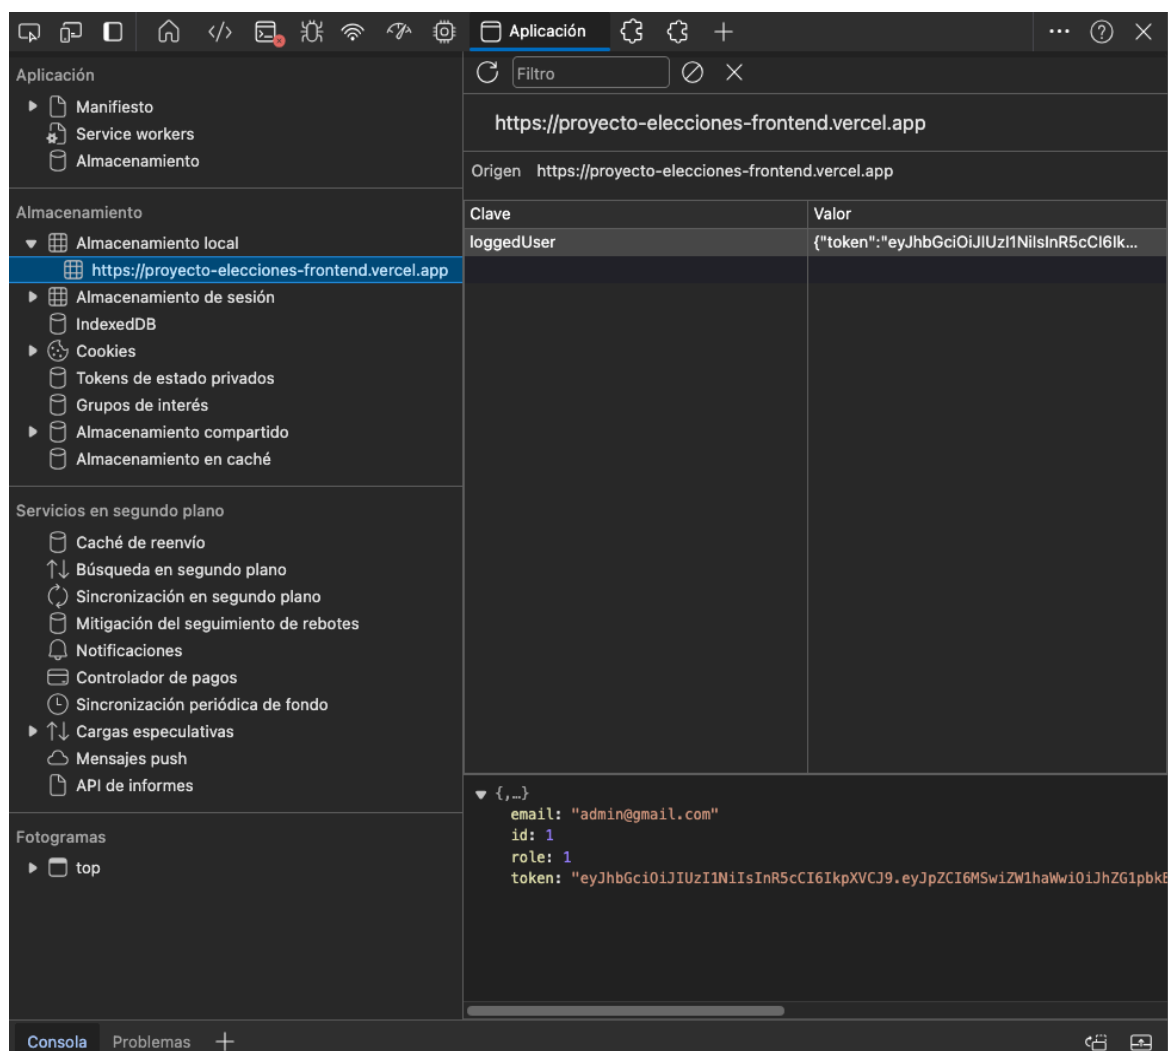 Aplicación
Filtro
Aplicación
Manifiesto
Service workers
Almacenamiento
https://proyecto-elecciones-frontend.vercel.app
Origen https://proyecto-elecciones-frontend.vercel.app
Almacenamiento
Almacenamiento local
https://proyecto-elecciones-frontend.vercel.app
Almacenamiento de sesión
IndexedDB
Cookies
Tokens de estado privados
Grupos de interés
Almacenamiento compartido
Almacenamiento en caché
Clave Valor
loggedUser {"token":"eyJhbGciOiJIUzI1NiIsInR5cCI6Ik...
Servicios en segundo plano
Caché de reenvío
Búsqueda en segundo plano
Sincronización en segundo plano
Mitigación del seguimiento de rebotes
Notificaciones
Controlador de pagos
Sincronización periódica de fondo
Cargas especulativas
Mensajes push
API de informes
Fotogramas
top
{,…}
email: "admin@gmail.com"
id: 1
role: 1
token: "eyJhbGciOiJIUzI1NiIsInR5cCI6IkpXVCJ9.eyJpZCI6MSwiZW1haWwiOiJhZG1pbkB
Consola Problemas